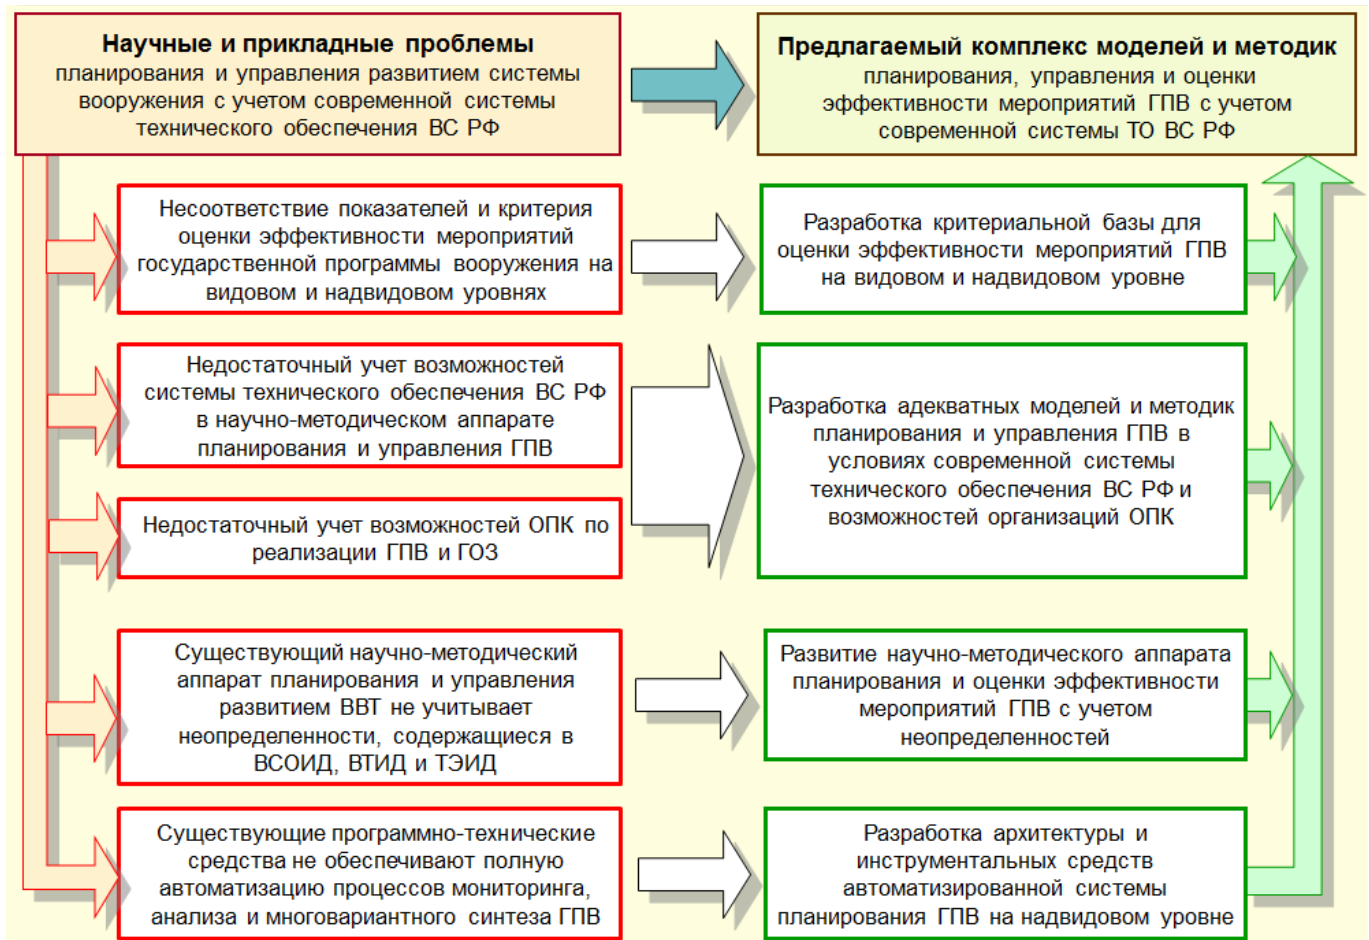 Научные и прикладные проблемы
планирования и управления развитием системы
вооружения с учетом современной системы
технического обеспечения ВС РФ
Предлагаемый комплекс моделей и методик
планирования, управления и оценки
эффективности мероприятий ГПВ с учетом
современной системы ТО ВС РФ
Несоответствие показателей и критерия
оценки эффективности мероприятий
государственной программы вооружения на
видовом и надвидовом уровнях
Разработка критериальной базы для
оценки эффективности мероприятий ГПВ
на видовом и надвидовом уровне
Недостаточный учет возможностей
системы технического обеспечения ВС РФ
в научно-методическом аппарате
планирования и управления ГПВ
Недостаточный учет возможностей ОПК по
реализации ГПВ и ГОЗ
Разработка адекватных моделей и методик
планирования и управления ГПВ в
условиях современной системы
технического обеспечения ВС РФ и
возможностей организаций ОПК
Существующий научно-методический
аппарат планирования и управления
развитием ВВТ не учитывает
неопределенности, содержащиеся в
ВСОИД, ВТИД и ТЭИД
Развитие научно-методического аппарата
планирования и оценки эффективности
мероприятий ГПВ с учетом
неопределенностей
Существующие программно-технические
средства не обеспечивают полную
автоматизацию процессов мониторинга,
анализа и многовариантного синтеза ГПВ
Разработка архитектуры и
инструментальных средств
автоматизированной системы
планирования ГПВ на надвидовом уровне